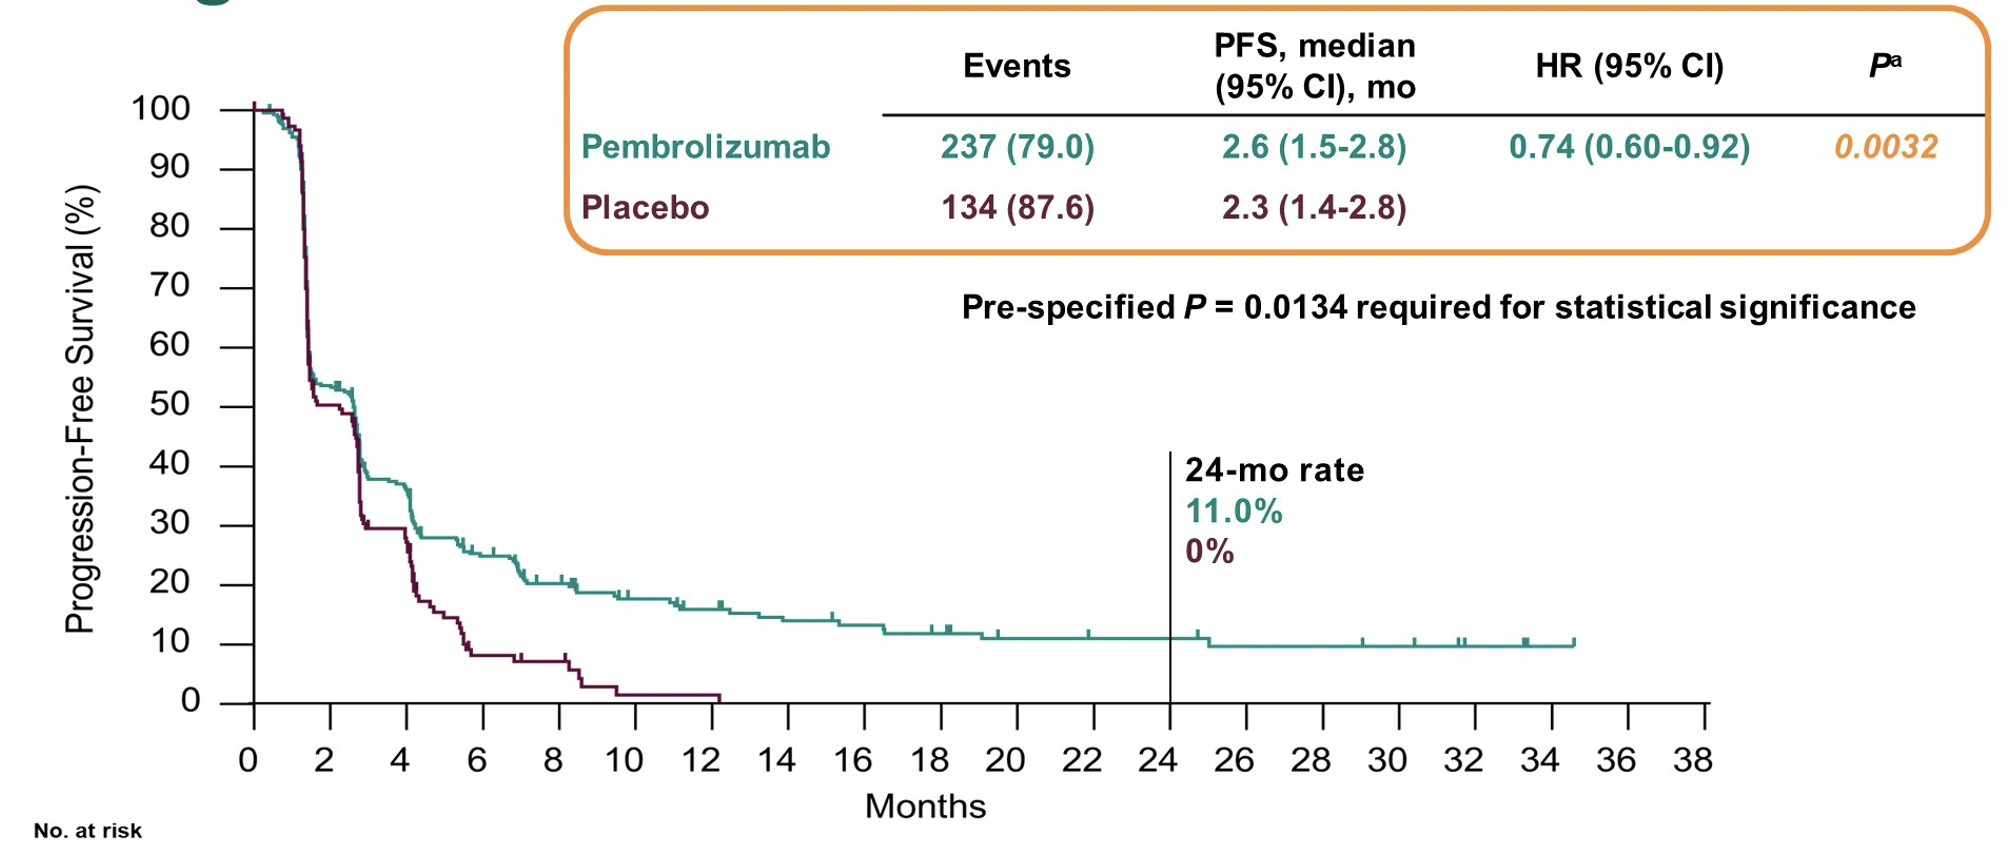 Events
PFS, median
(95% CI), mo
HR (95% CI)
Pᵃ
Pembrolizumab 237 (79.0) 2.6 (1.5-2.8) 0.74 (0.60-0.92) 0.0032
Placebo 134 (87.6) 2.3 (1.4-2.8)
Pre-specified P = 0.0134 required for statistical significance
Progression-Free Survival (%)
100
90
80
70
60
50
40
30
20
10
0
24-mo rate
11.0%
0%
0 2 4 6 8 10 12 14 16 18 20 22 24 26 28 30 32 34 36 38
Months
No. at risk